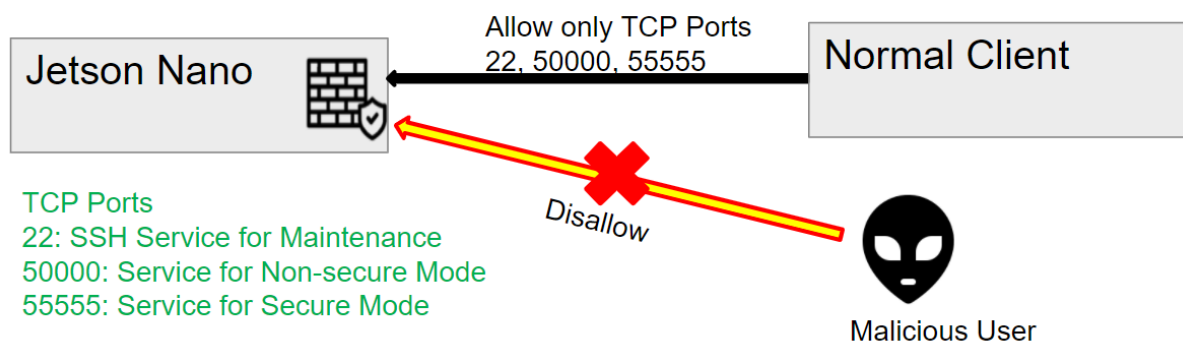 Allow only TCP Ports
22, 50000, 55555
Jetson Nano
Normal Client
Disallow
TCP Ports
22: SSH Service for Maintenance
50000: Service for Non-secure Mode
55555: Service for Secure Mode
Malicious User